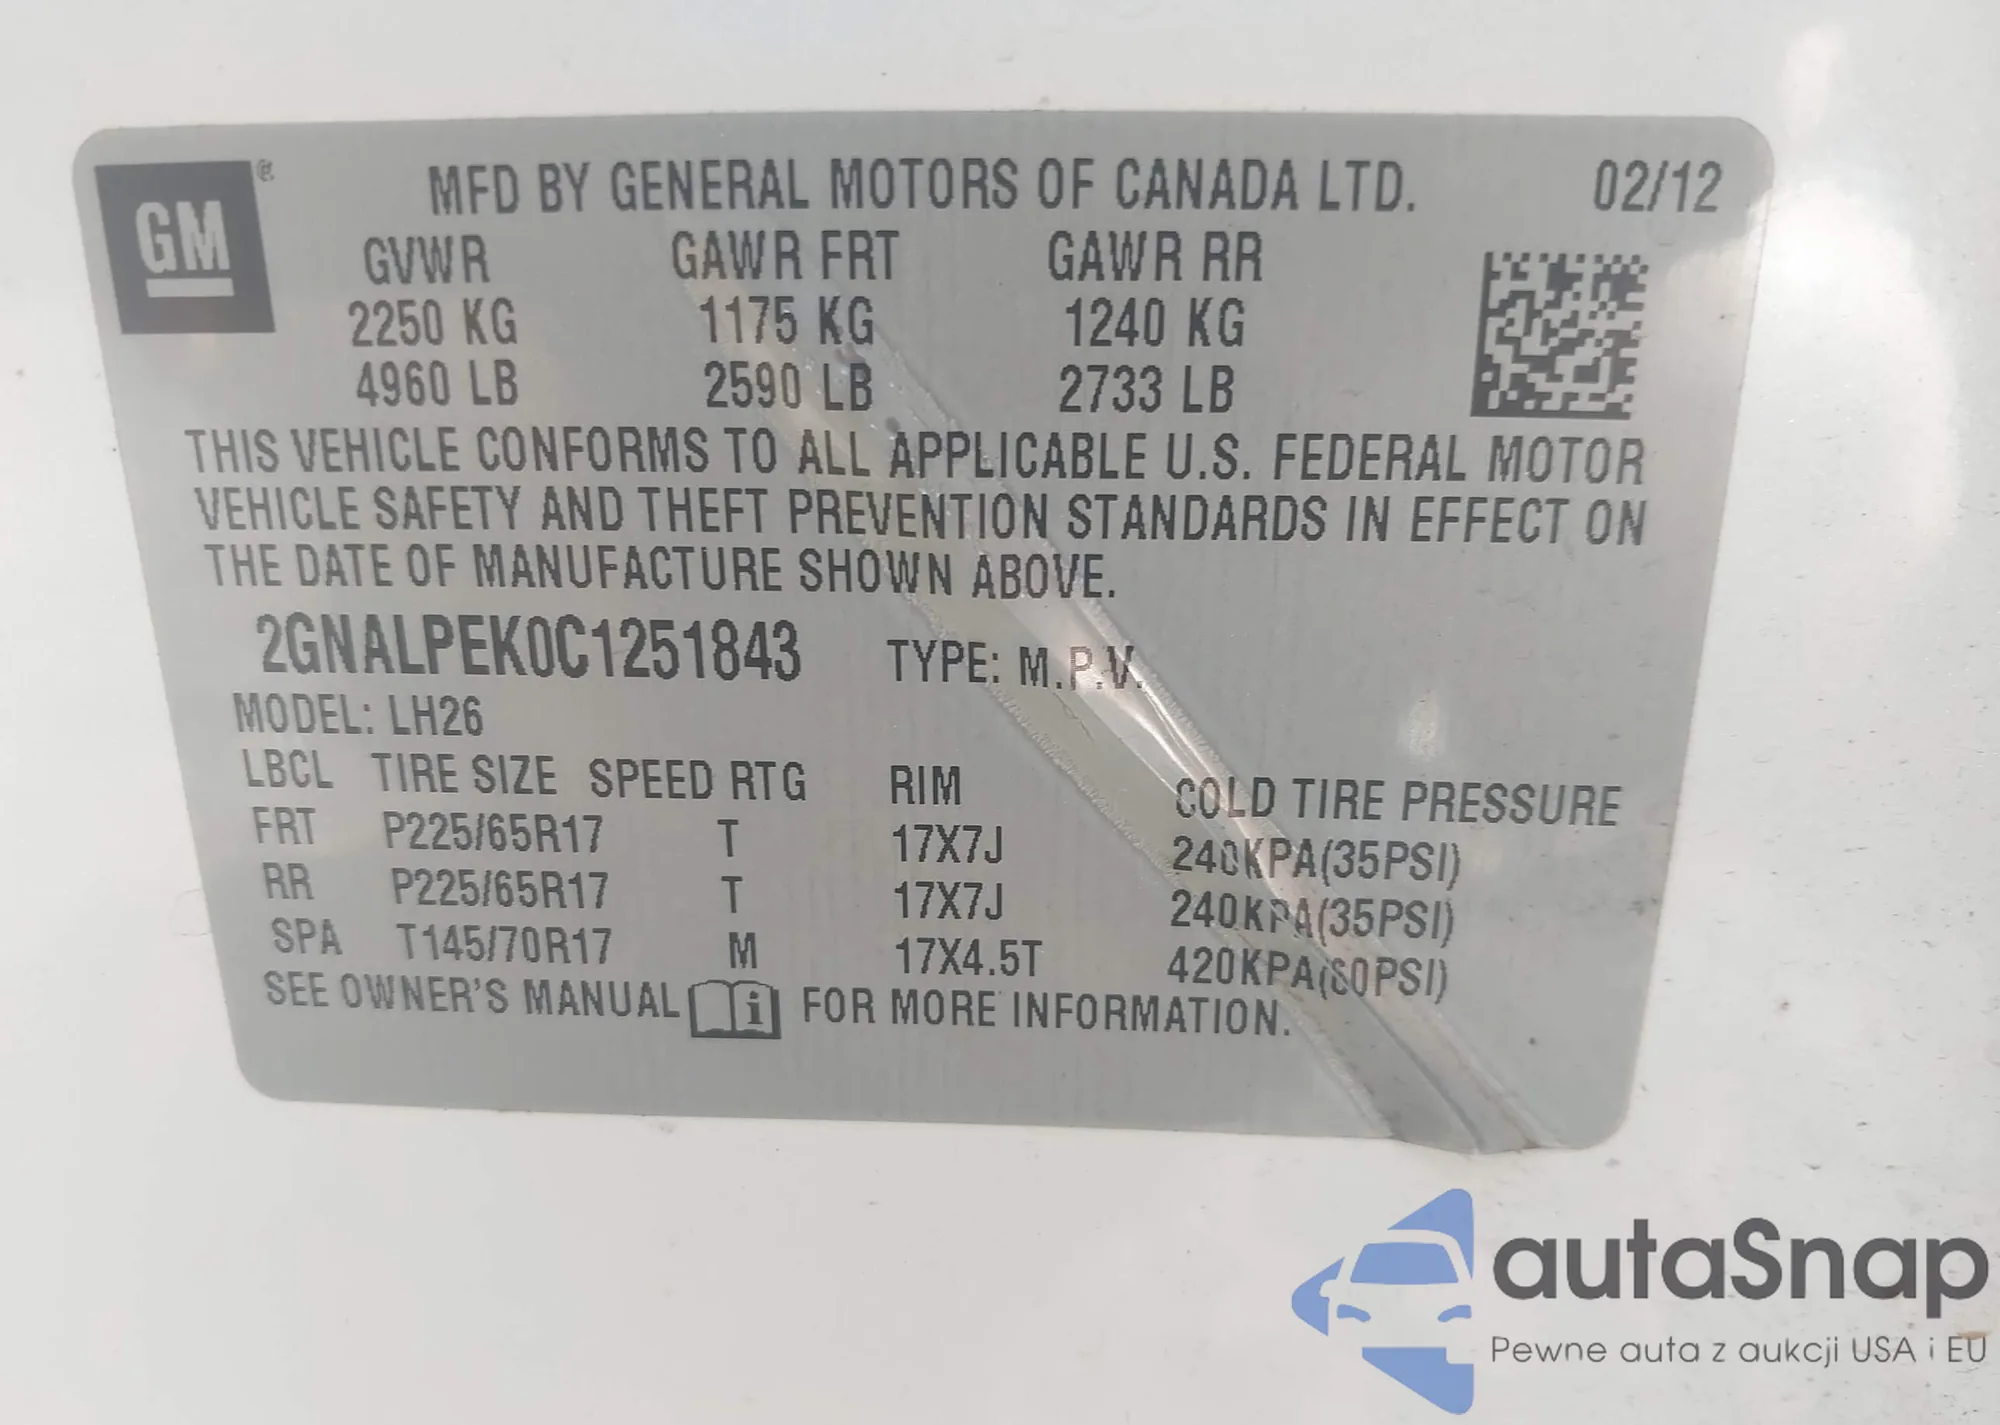 GM ®
MFD BY GENERAL MOTORS OF CANADA LTD. 02/12
GVWR GAWR FRT GAWR RR
2250 KG 1175 KG 1240 KG
4960 LB 2590 LB 2733 LB
THIS VEHICLE CONFORMS TO ALL APPLICABLE U.S. FEDERAL MOTOR
VEHICLE SAFETY AND THEFT PREVENTION STANDARDS IN EFFECT ON
THE DATE OF MANUFACTURE SHOWN ABOVE.
2GNALPEK0C1251843 TYPE: M.P.V.
MODEL: LH26
LBCL TIRE SIZE SPEED RTG RIM COLD TIRE PRESSURE
FRT P225/65R17 T 17X7J 240KPA(35PSI)
RR P225/65R17 T 17X7J 240KPA(35PSI)
SPA T145/70R17 M 17X4.5T 420KPA(60PSI)
SEE OWNER'S MANUAL i FOR MORE INFORMATION.
autaSnap
Pewne auta z aukcji USA i EU